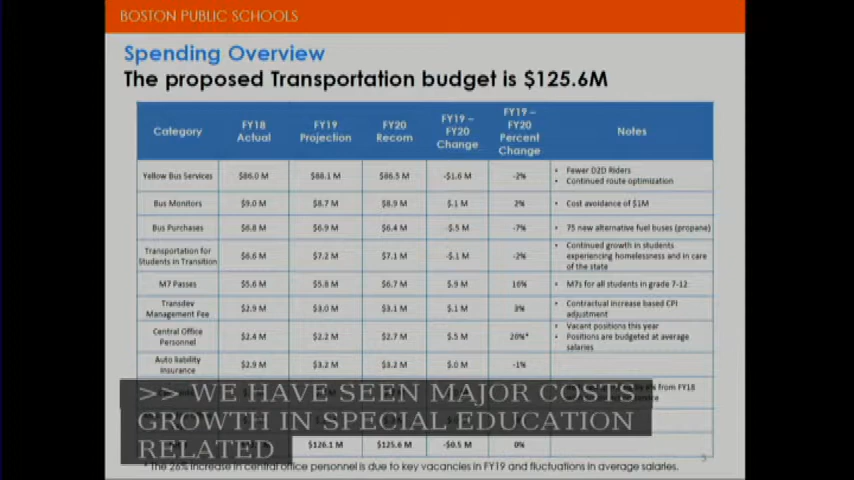 BOSTON PUBLIC SCHOOLS
Spending Overview
The proposed Transportation budget is $125.6M
Category FY18 Actual FY19 Projection FY20 Recom FY19 – FY20 Change FY19 – FY20 Percent Change Notes
Yellow Bus Services $86.0 M $88.1 M $86.5 M -$1.6 M -2% • Fewer D2D Riders
• Continued route optimization
Bus Monitors $9.0 M $8.7 M $8.9 M $.1 M 2% • Cost avoidance of $1M
Bus Purchases $6.8 M $6.9 M $6.4 M -$.5 M -7% • 75 new alternative fuel buses (propane)
Transportation for Students in Transition $6.6 M $7.2 M $7.1 M -$.1 M -2% • Continued growth in students
experiencing homelessness and in care
of the state
M7 Passes $5.6 M $5.8 M $6.7 M $.9 M 16% • M7s for all students in grade 7-12
Transdev Management Fee $2.9 M $3.0 M $3.1 M $.1 M 3% • Contractual increase based CPI
adjustment
Central Office Personnel $2.4 M $2.2 M $2.7 M $.5 M 20%* • Vacant positions this year
• Positions are budgeted at average
salaries
Auto liability Insurance $2.9 M $3.2 M $3.2 M $.0 M -1%
from FY18
>> WE HAVE SEEN MAJOR COSTS
GROWTH IN SPECIAL EDUCATION
RELATED
$126.1 M $125.6 M -$0.5 M 0%
* The 26% increase in central office personnel is due to key vacancies in FY19 and fluctuations in average salaries.